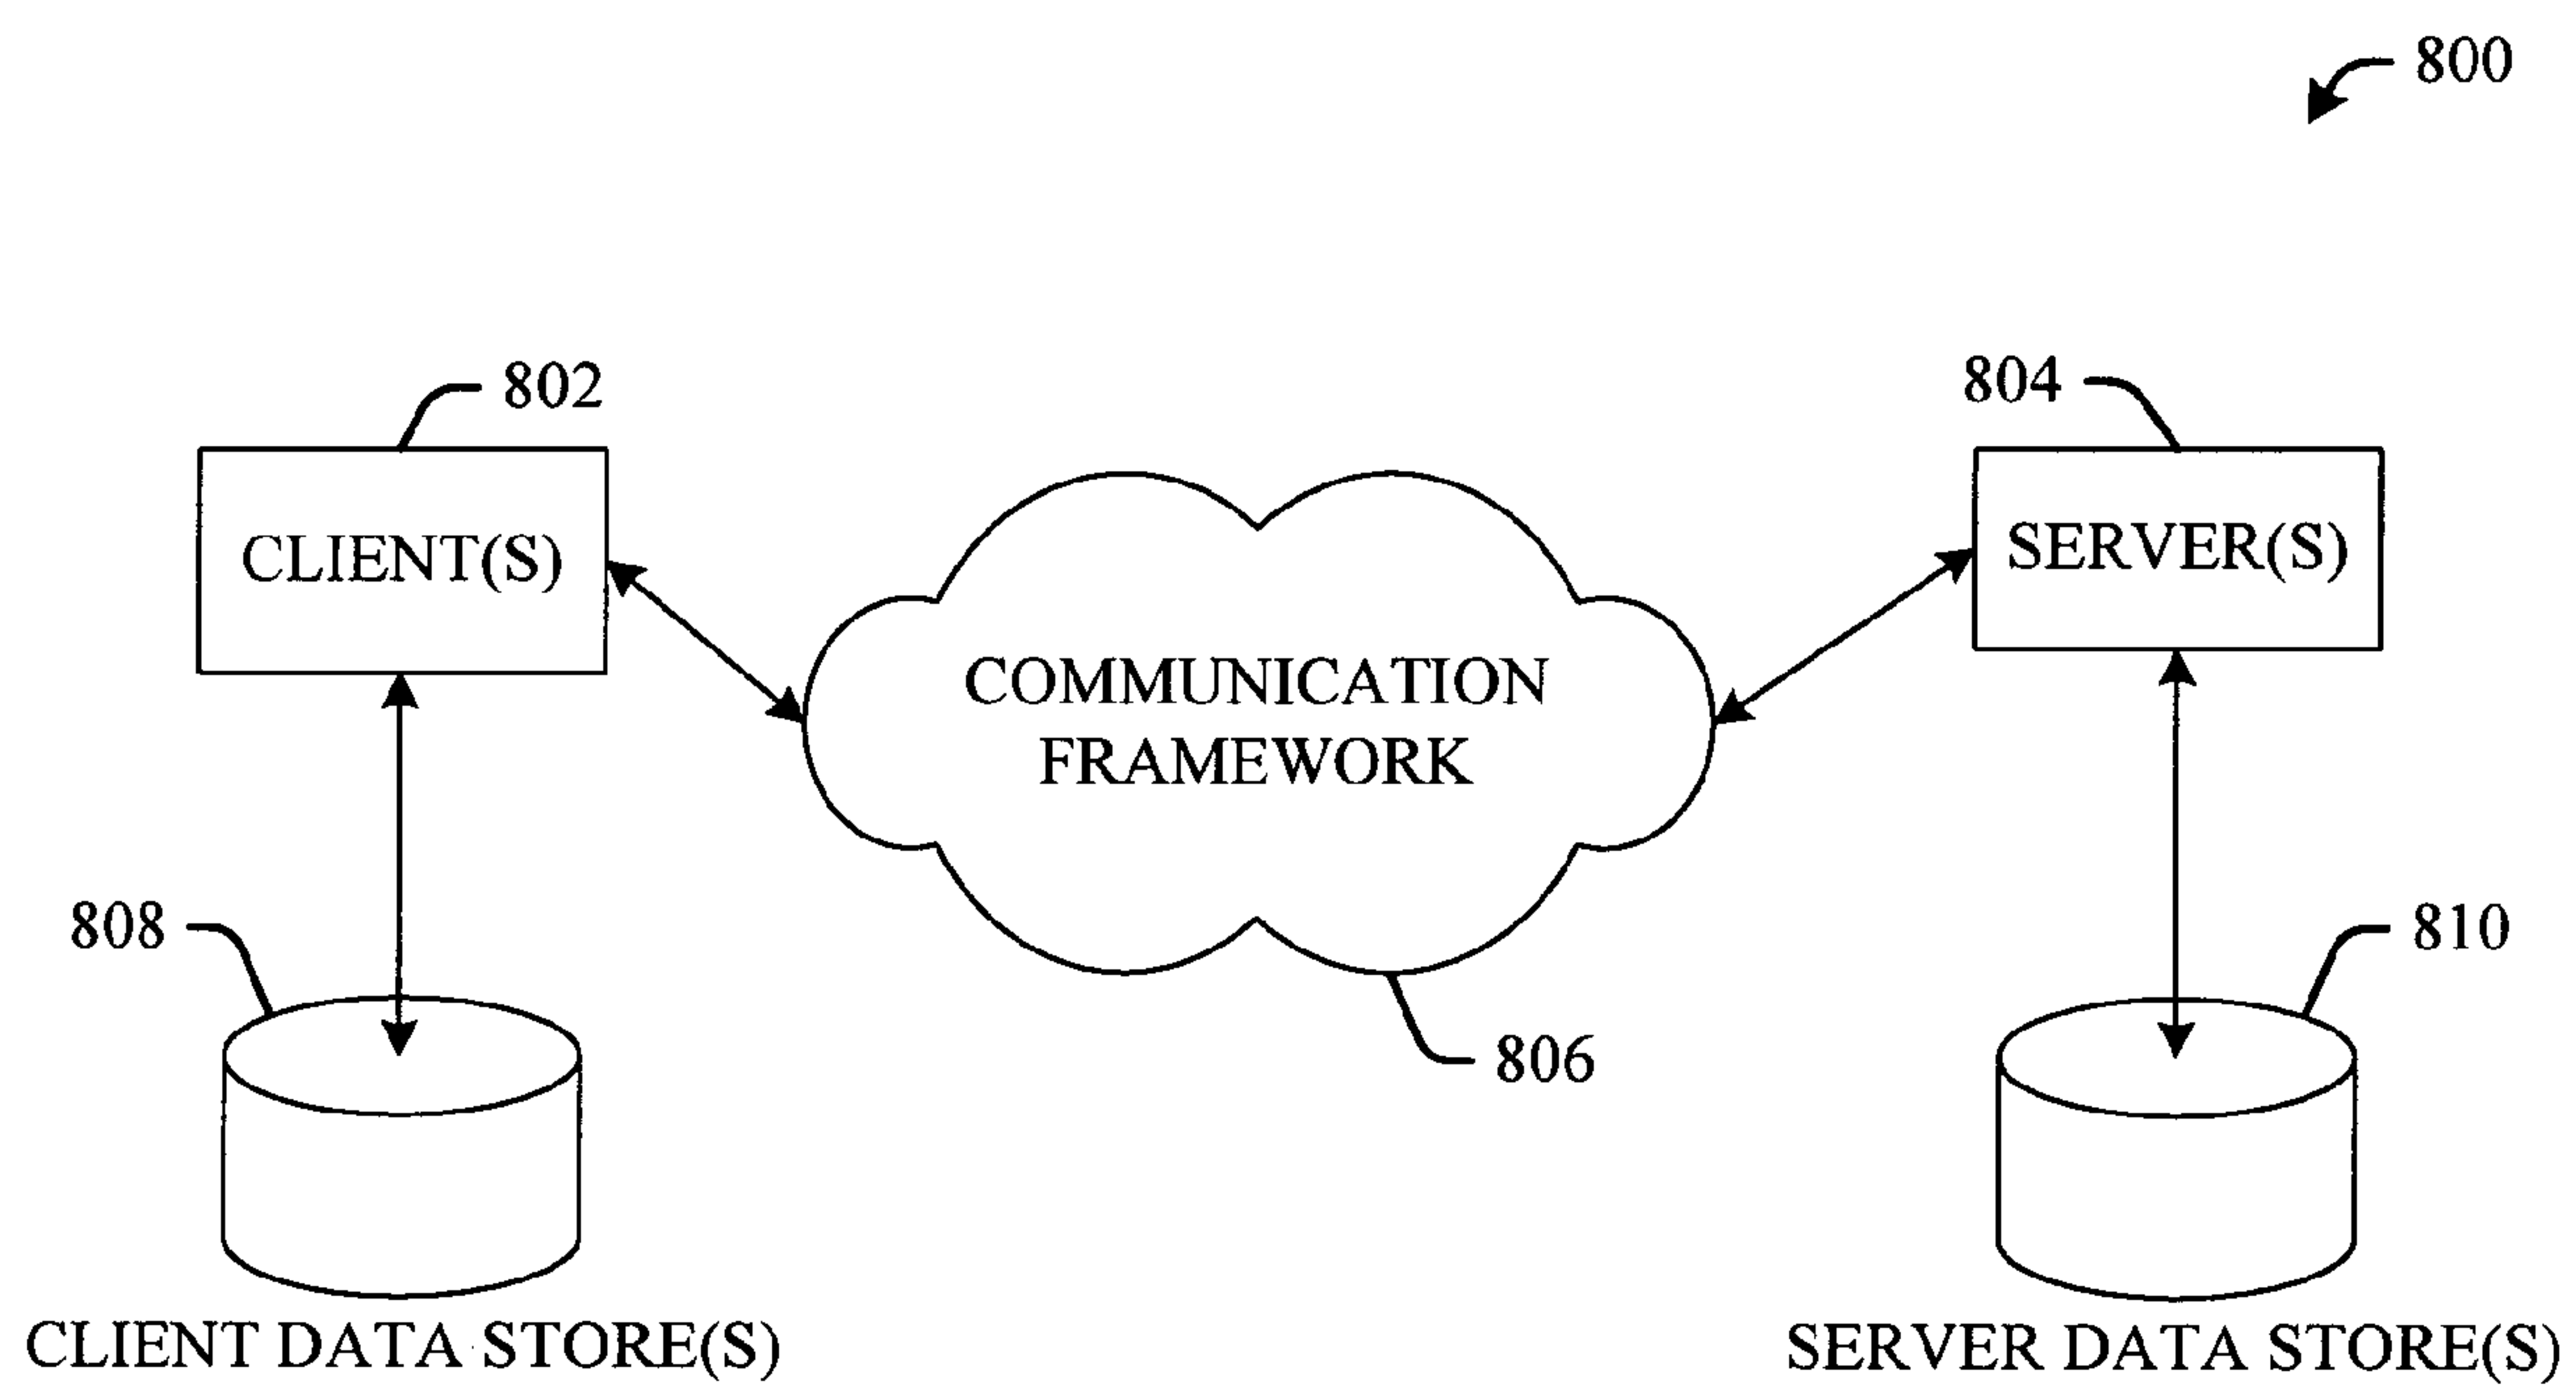 800
802
804
CLIENT(S)
SERVER(S)
COMMUNICATION
FRAMEWORK
808
810
806
CLIENT DATA STORE(S)
SERVER DATA STORE(S)